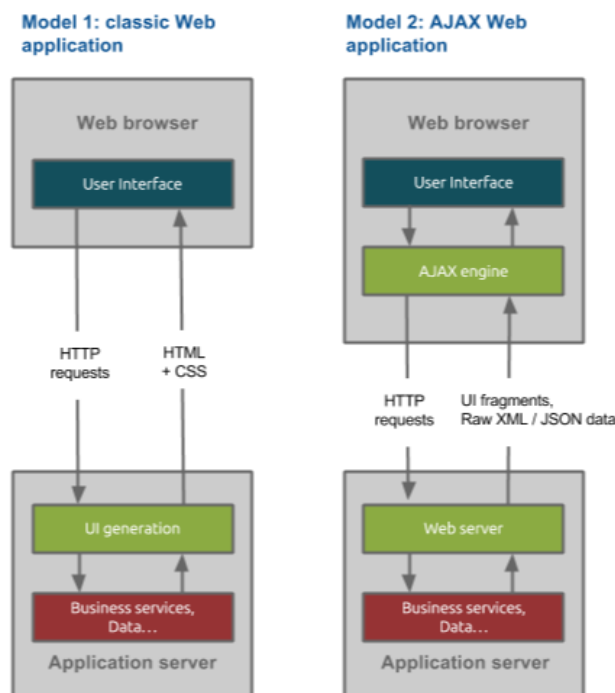 Model 1: classic Web
application
Web browser
User Interface
HTTP
requests
HTML
+ CSS
UI generation
Business services,
Data...
Application server
Model 2: AJAX Web
application
Web browser
User Interface
AJAX engine
HTTP
requests
UI fragments,
Raw XML / JSON data
Web server
Business services,
Data...
Application server